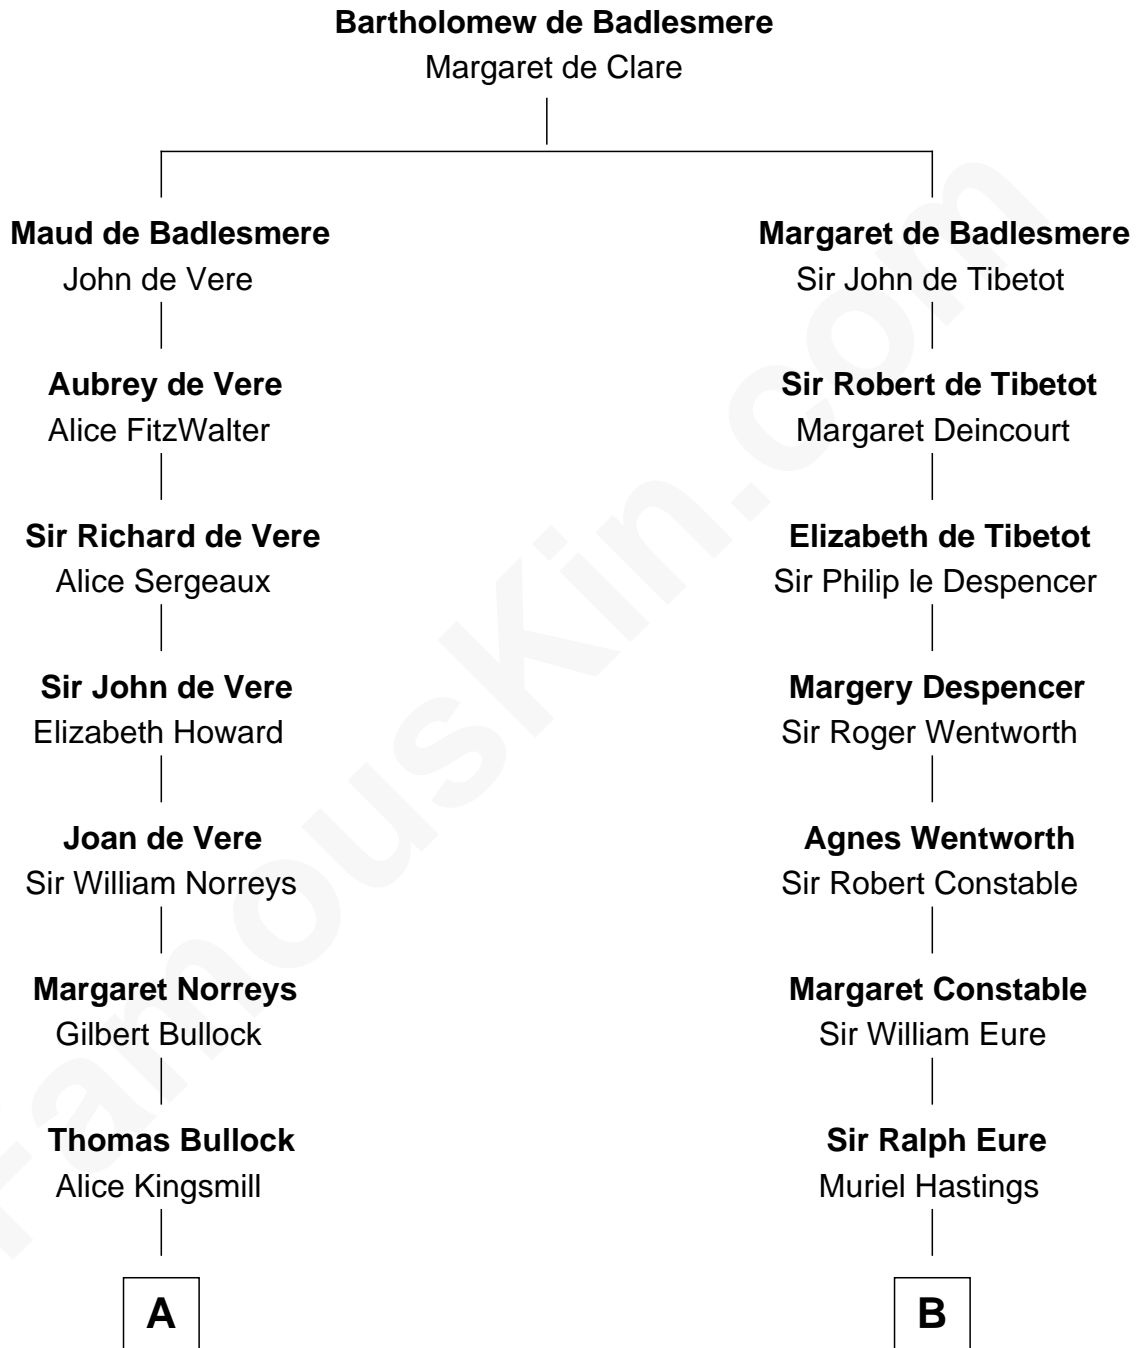 Bartholomew de Badlesmere
Margaret de Clare
Maud de Badlesmere
John de Vere
Aubrey de Vere
Alice FitzWalter
Sir Richard de Vere
Alice Sergeaux
Sir John de Vere
Elizabeth Howard
Joan de Vere
Sir William Norreys
Margaret Norreys
Gilbert Bullock
Thomas Bullock
Alice Kingsmill
A
Margaret de Badlesmere
Sir John de Tibetot
Sir Robert de Tibetot
Margaret Deincourt
Elizabeth de Tibetot
Sir Philip le Despencer
Margery Despencer
Sir Roger Wentworth
Agnes Wentworth
Sir Robert Constable
Margaret Constable
Sir William Eure
Sir Ralph Eure
Muriel Hastings
B
FamousKin.com